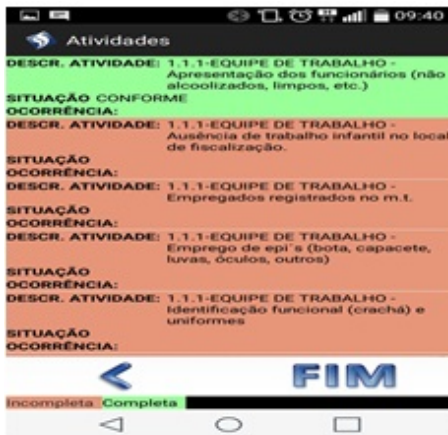 09:40
Atividades
DESCR. ATIVIDADE: 1.1.1-EQUIPE DE TRABALHO -
Apresentação dos funcionários (não
alcoolizados, limpos, etc.)
SITUAÇÃO CONFORME
OCORRÊNCIA:
DESCR. ATIVIDADE: 1.1.1-EQUIPE DE TRABALHO -
Ausência de trabalho infantil no local
de fiscalização.
SITUAÇÃO
OCORRÊNCIA:
DESCR. ATIVIDADE: 1.1.1-EQUIPE DE TRABALHO -
Empregados registrados no m.t.
SITUAÇÃO
OCORRÊNCIA:
DESCR. ATIVIDADE: 1.1.1-EQUIPE DE TRABALHO -
Emprego de epi´s (bota, capacete,
luvas, óculos, outros)
SITUAÇÃO
OCORRÊNCIA:
DESCR. ATIVIDADE: 1.1.1-EQUIPE DE TRABALHO -
Identificação funcional (crachá) e
uniformes
SITUAÇÃO
OCORRÊNCIA:
FIM
Incompleta Completa